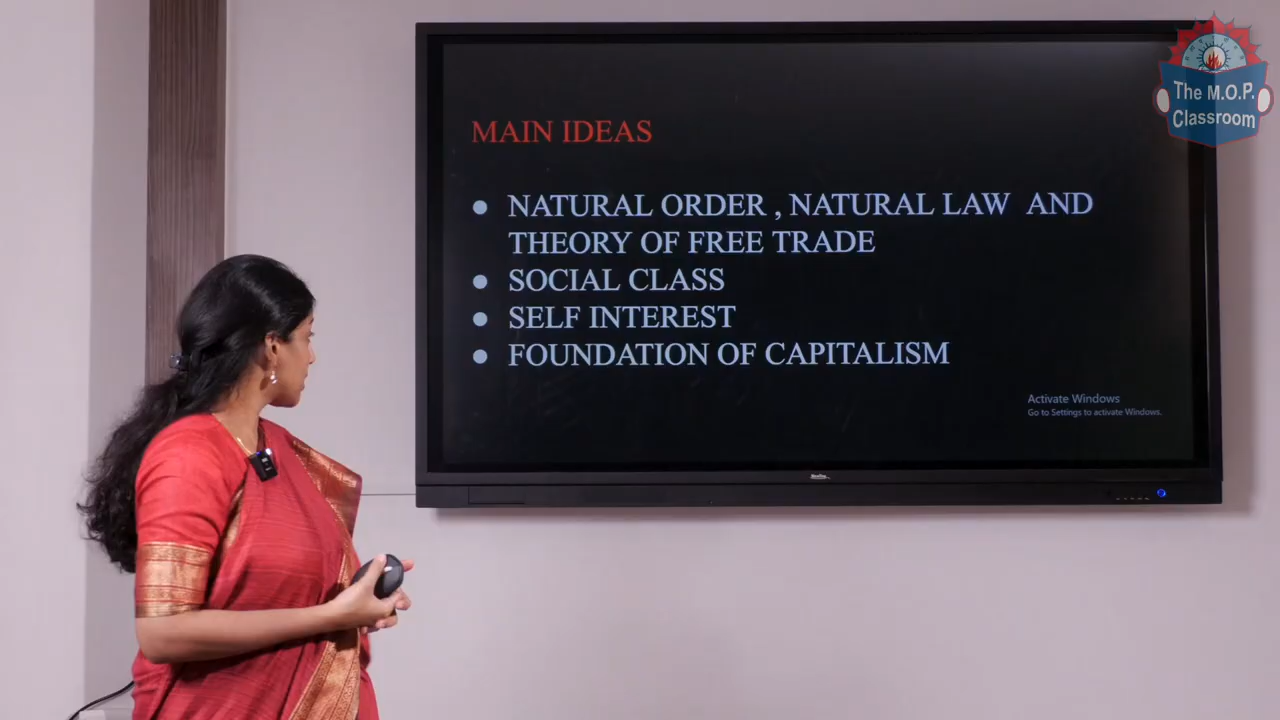 The M.O.P.
Classroom
MAIN IDEAS
NATURAL ORDER , NATURAL LAW AND
THEORY OF FREE TRADE
SOCIAL CLASS
SELF INTEREST
FOUNDATION OF CAPITALISM
Activate Windows
Go to Settings to activate Windows.